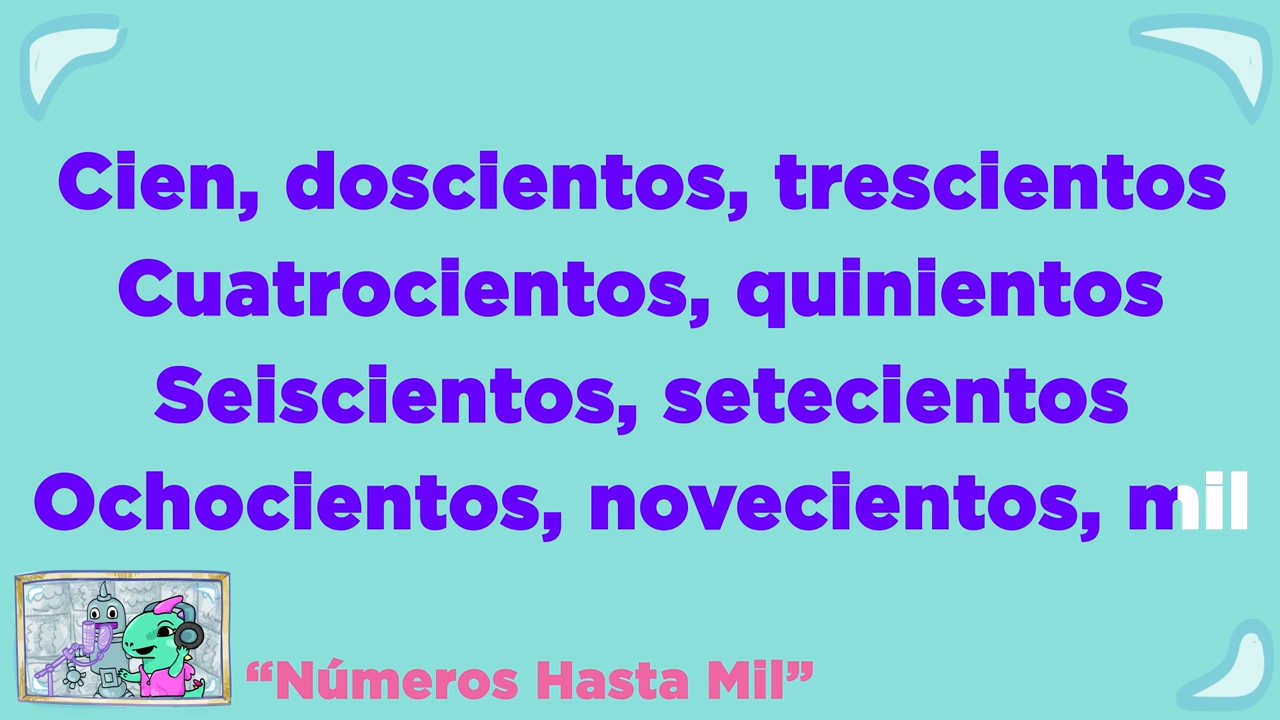 Cien, doscientos, trescientos
Cuatrocientos, quinientos
Seiscientos, setecientos
Ochocientos, novecientos, mil
“Números Hasta Mil”